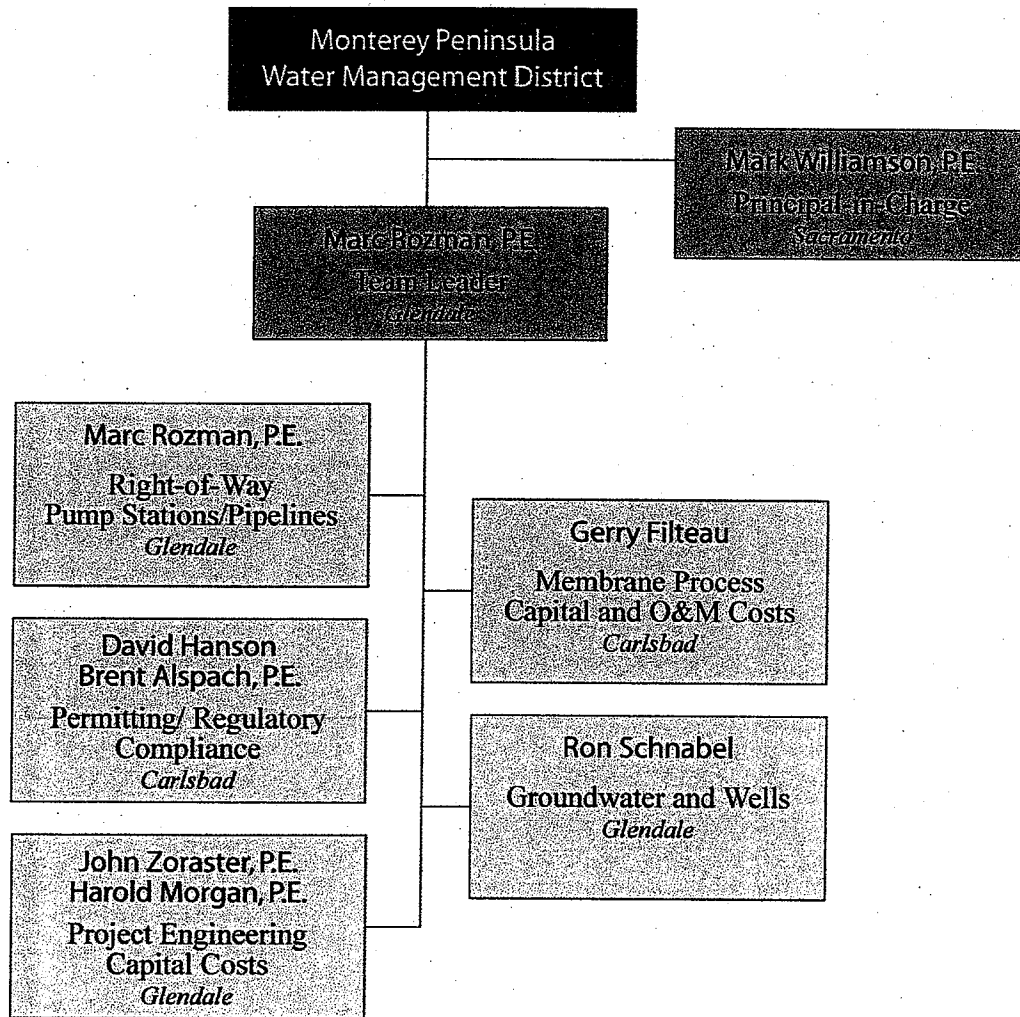 Monterey Peninsula
Water Management District
Mark Williamson, P.E.
Principal-in-Charge
Sacramento
Marc Rozman, P.E.
Team Leader
Glendale
Marc Rozman, P.E.
Right-of-Way
Pump Stations/Pipelines
Glendale
Gerry Filteau
Membrane Process
Capital and O&M Costs
Carlsbad
David Hanson
Brent Alspach, P.E.
Permitting/ Regulatory
Compliance
Carlsbad
Ron Schnabel
Groundwater and Wells
Glendale
John Zoraster, P.E.
Harold Morgan, P.E.
Project Engineering
Capital Costs
Glendale